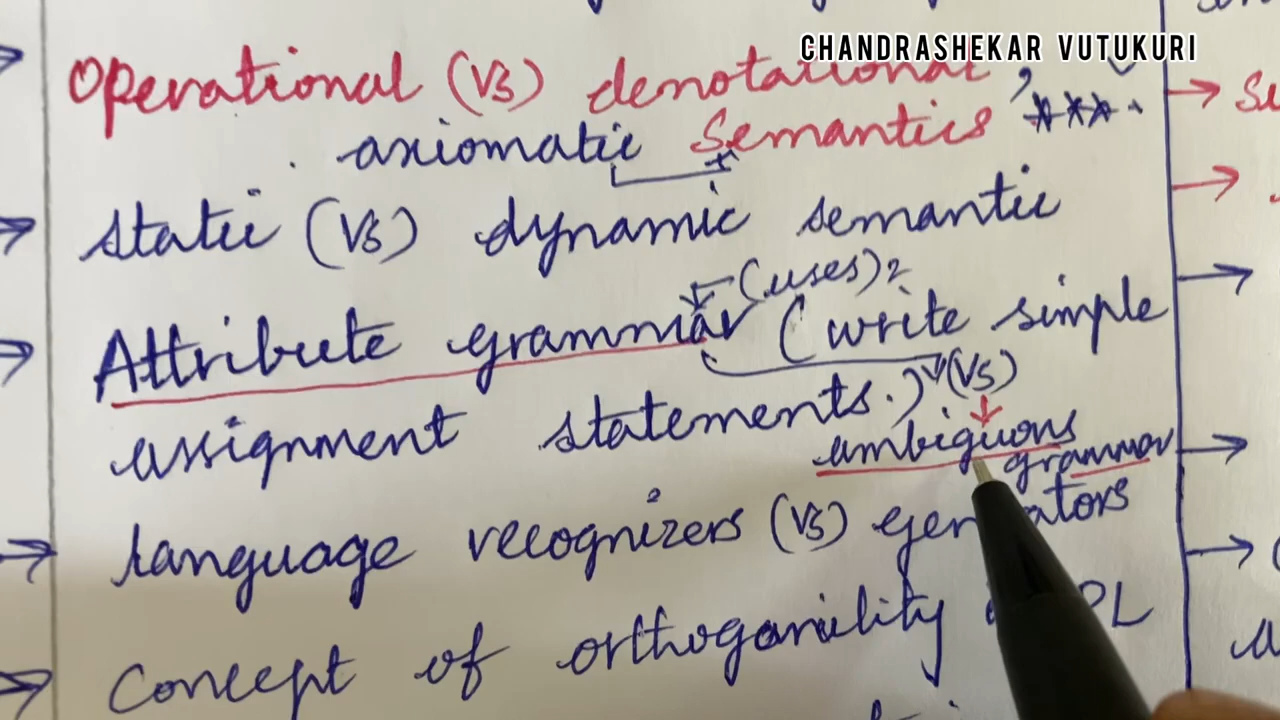 CHANDRASHEKAR VUTUKURI
Operational (VS) denotational,
axiomatic Semantics ***.
static (VS) dynamic semantic
(uses)?
Attribute grammar (write simple
assignment statements.) (VS)
ambiguous
grammar
language recognizers (VS) generators
Concept of orthogonality PL